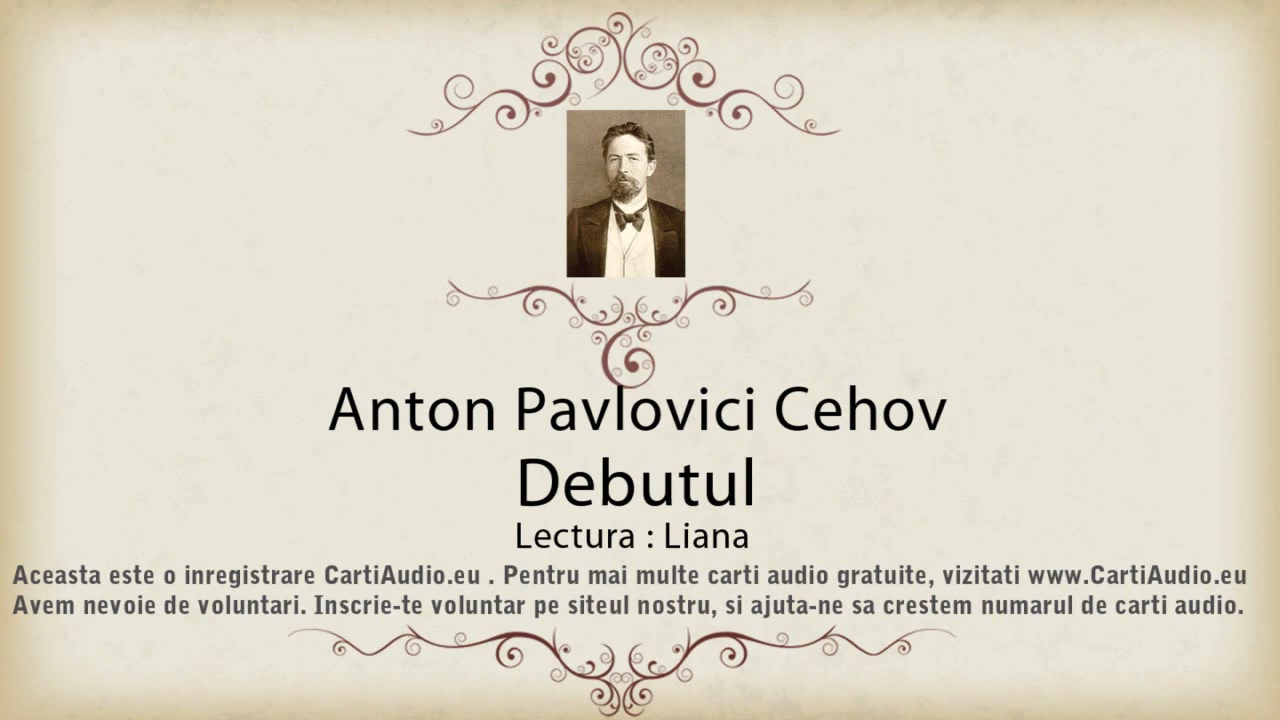 Anton Pavlovici Cehov
Debutul
Lectura : Liana
Aceasta este o inregistrare CartiAudio.eu . Pentru mai multe carti audio gratuite, vizitati www.CartiAudio.eu
Avem nevoie de voluntari. Inscrie-te voluntar pe siteul nostru, si ajuta-ne sa crestem numarul de carti audio.